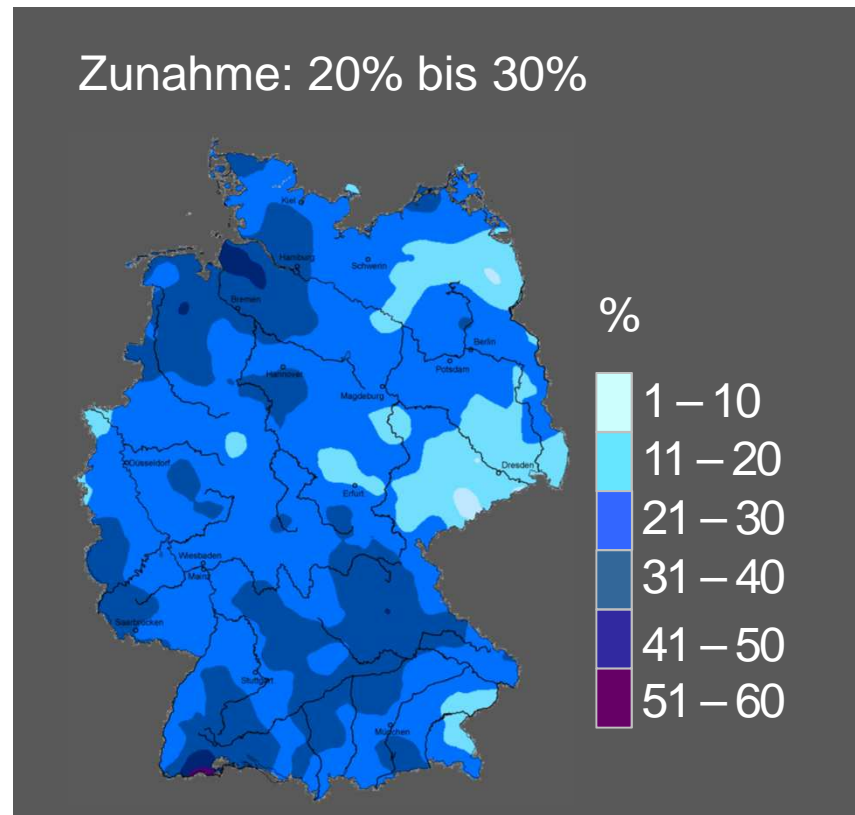 Zunahme: 20% bis 30%
Kiel
Hamburg
Schwerin
Bremen
Berlin
Potsdam
Hannover
Magdeburg
Düsseldorf
Dresden
Erfurt
Wiesbaden
Mainz
Saarbrücken
Stuttgart
München
%
1 – 10
11 – 20
21 – 30
31 – 40
41 – 50
51 – 60